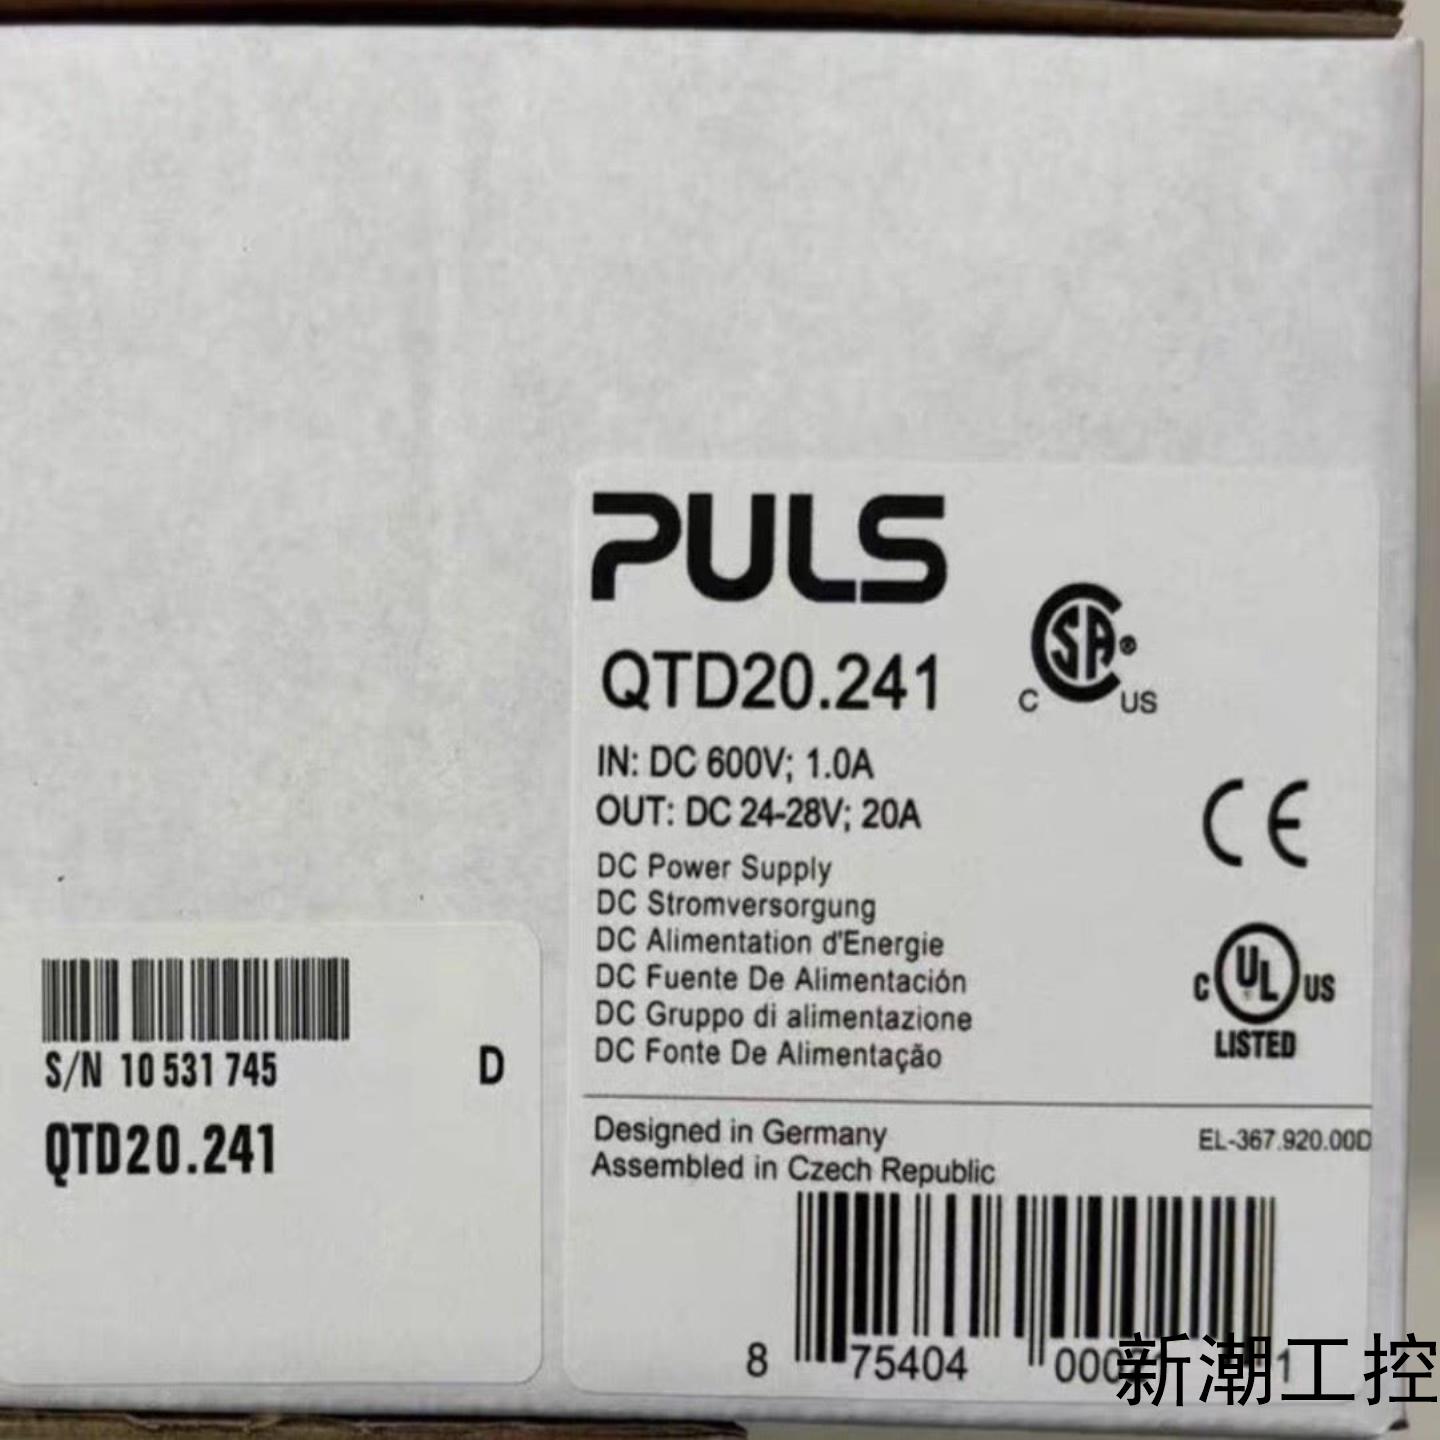 PULS
QTD20.241
C SA® US
IN: DC 600V; 1.0A
OUT: DC 24-28V; 20A
CE
DC Power Supply
DC Stromversorgung
DC Alimentation d'Energie
DC Fuente De Alimentación
DC Gruppo di alimentazione
DC Fonte De Alimentação
C UL US
LISTED
Designed in Germany
EL-367.920.00D
Assembled in Czech Republic
8 75404 1
S/N 10 531 745
D
QTD20.241
新潮工控